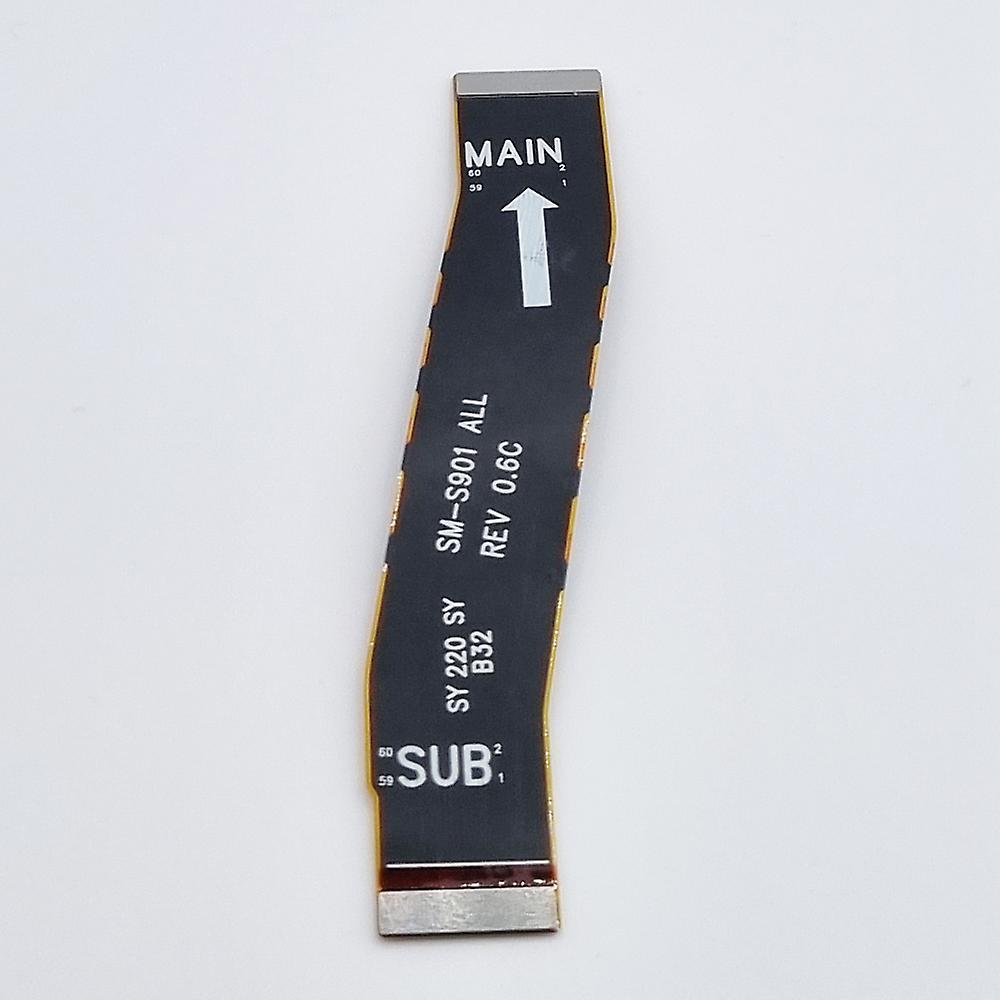 MAIN
60 2
59 1
SM-S901 ALL
REV 0.6C
SY 220 SY
B32
60 SUB 2
59 1